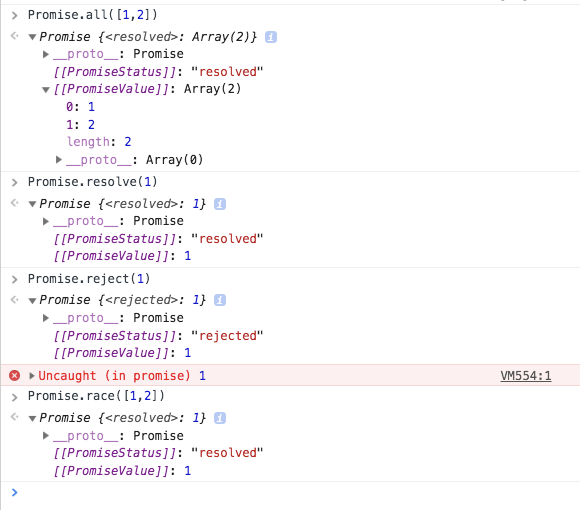 Promise.all([1,2])
Promise {<resolved>: Array(2)} i
__proto__: Promise
[[PromiseStatus]]: "resolved"
[[PromiseValue]]: Array(2)
0: 1
1: 2
length: 2
__proto__: Array(0)
Promise.resolve(1)
Promise {<resolved>: 1} i
__proto__: Promise
[[PromiseStatus]]: "resolved"
[[PromiseValue]]: 1
Promise.reject(1)
Promise {<rejected>: 1} i
__proto__: Promise
[[PromiseStatus]]: "rejected"
[[PromiseValue]]: 1
Uncaught (in promise) 1 VM554:1
Promise.race([1,2])
Promise {<resolved>: 1} i
__proto__: Promise
[[PromiseStatus]]: "resolved"
[[PromiseValue]]: 1